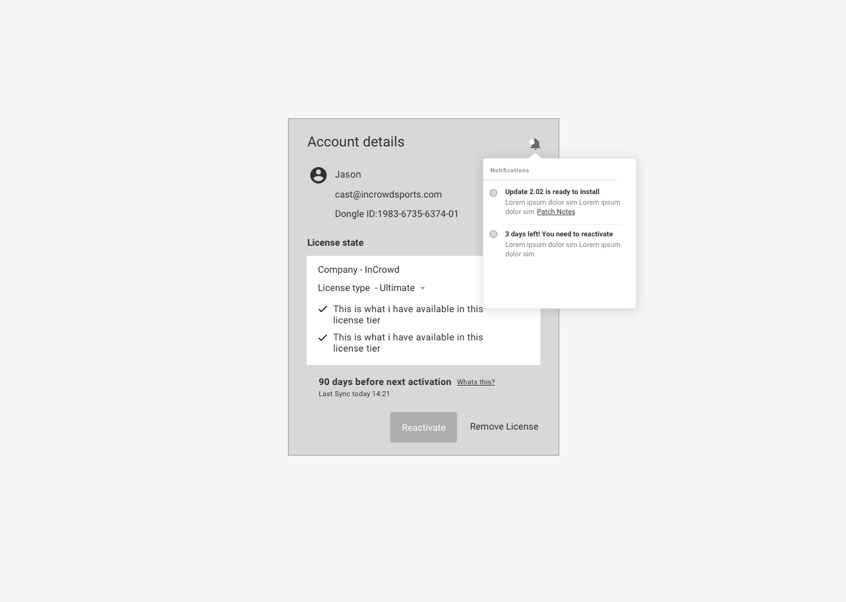 Account details
Jason
cast@incrowdsports.com
Dongle ID:1983-6735-6374-01
License state
Company - InCrowd
License type - Ultimate
This is what i have available in this
license tier
This is what i have available in this
license tier
90 days before next activation Whats this?
Last Sync today 14:21
Reactivate Remove License
Notifications
Update 2.02 is ready to install
Lorem ipsum dolor sim Lorem ipsum
dolor sim Patch Notes
3 days left! You need to reactivate
Lorem ipsum dolor sim Lorem ipsum
dolor sim